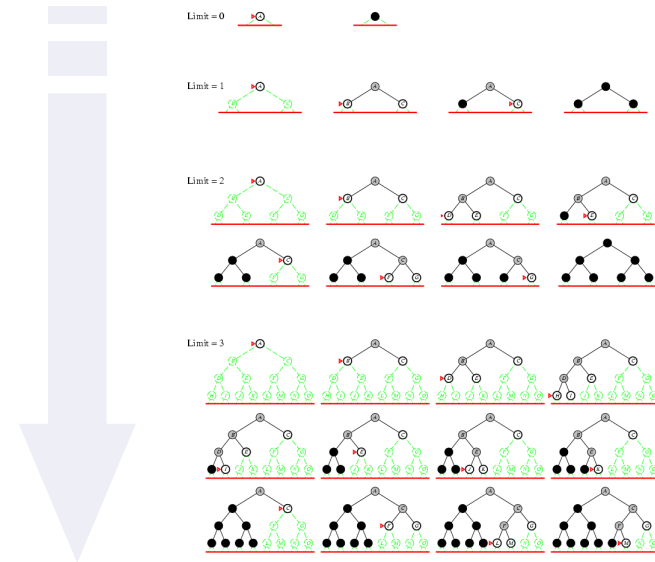 Limit = 0
A
Limit = 1
A
B C
A
B C
A
C
Limit = 2
A
B C
D E F G
A
B C
D E F G
A
B C
D E F G
A
B C
E F G
A
C
F G
A
C
F G
A
C
G
Limit = 3
A
B C
D E F G
H I J K L M N O
A
B C
D E F G
H I J K L M N O
A
B C
D E F G
H I J K L M N O
A
B C
D E F G
H I J K L M N O
A
B C
D E F G
I J K L M N O
A
B C
E F G
J K L M N O
A
B C
E F G
J K L M N O
A
B C
E F G
K L M N O
A
C
F G
L M N O
A
C
F G
L M N O
A
C
F G
L M N O
A
C
F G
M N O